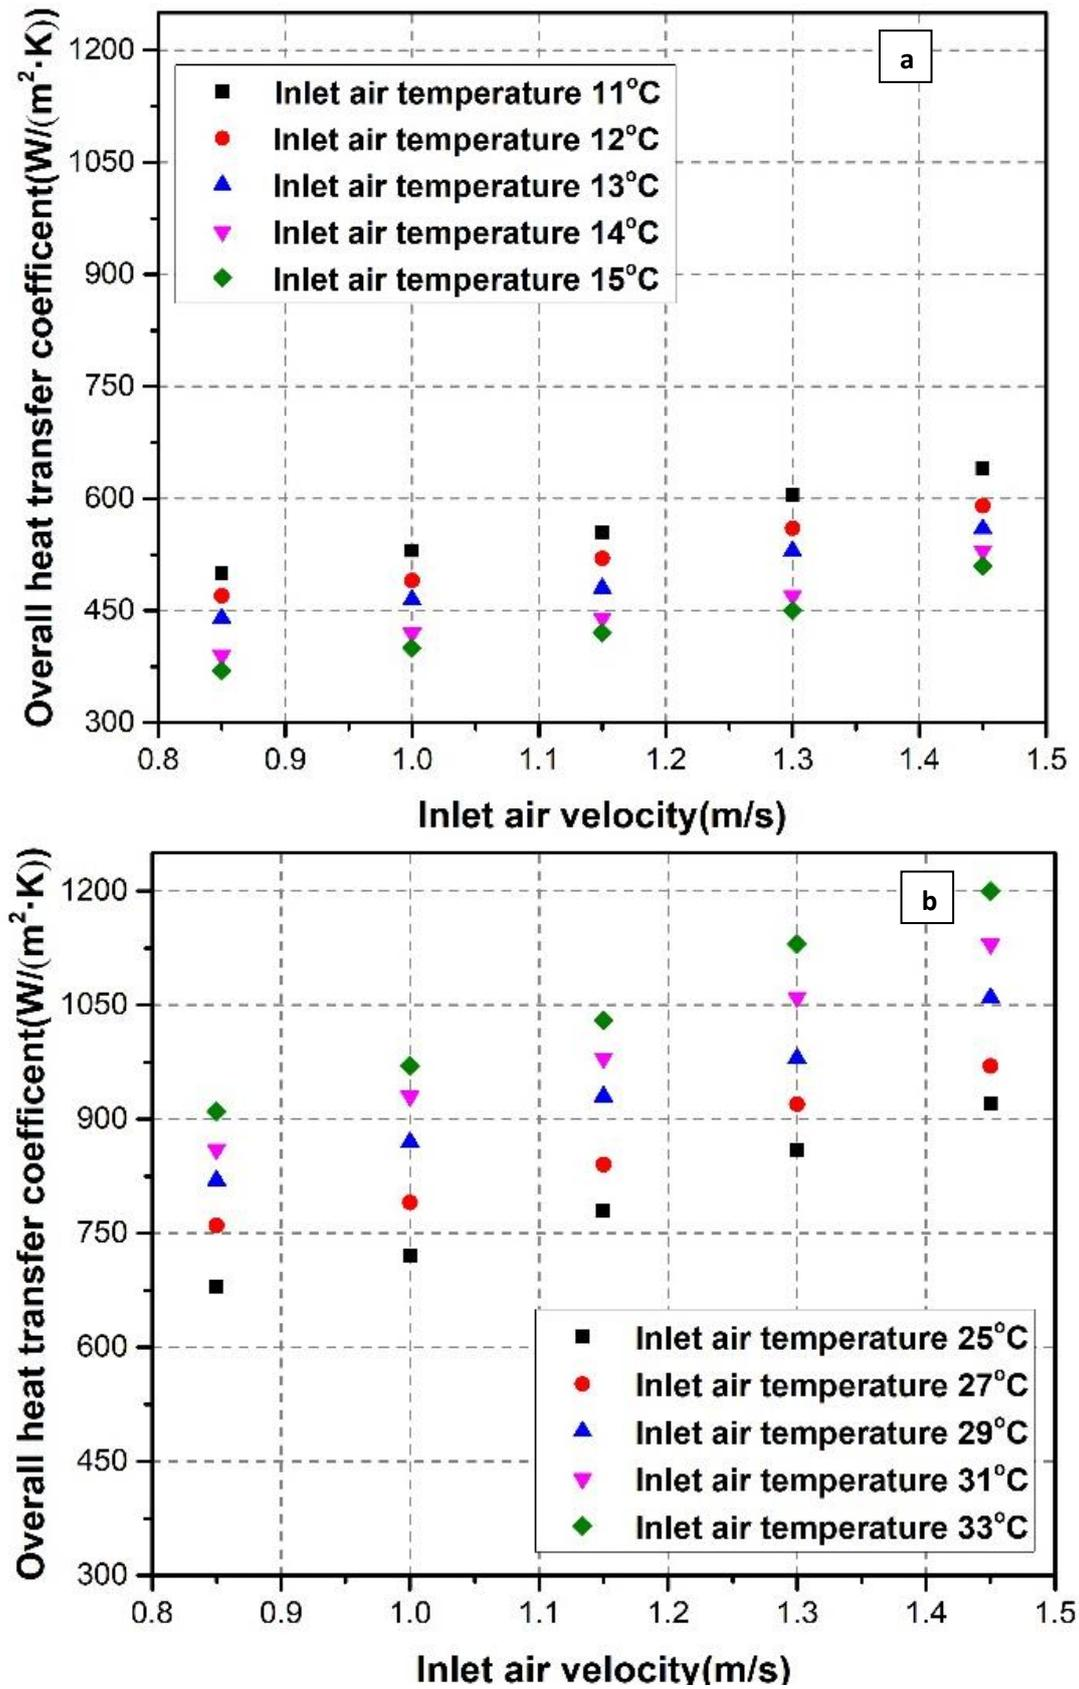 Overall heat transfer coefficent(W/(m²·K))
1200
1050
900
750
600
450
300
a
Inlet air temperature 11°C
Inlet air temperature 12°C
Inlet air temperature 13°C
Inlet air temperature 14°C
Inlet air temperature 15°C
0.8 0.9 1.0 1.1 1.2 1.3 1.4 1.5
Inlet air velocity(m/s)
Overall heat transfer coefficent(W/(m²·K))
1200
1050
900
750
600
450
300
b
Inlet air temperature 25°C
Inlet air temperature 27°C
Inlet air temperature 29°C
Inlet air temperature 31°C
Inlet air temperature 33°C
0.8 0.9 1.0 1.1 1.2 1.3 1.4 1.5
Inlet air velocity(m/s)